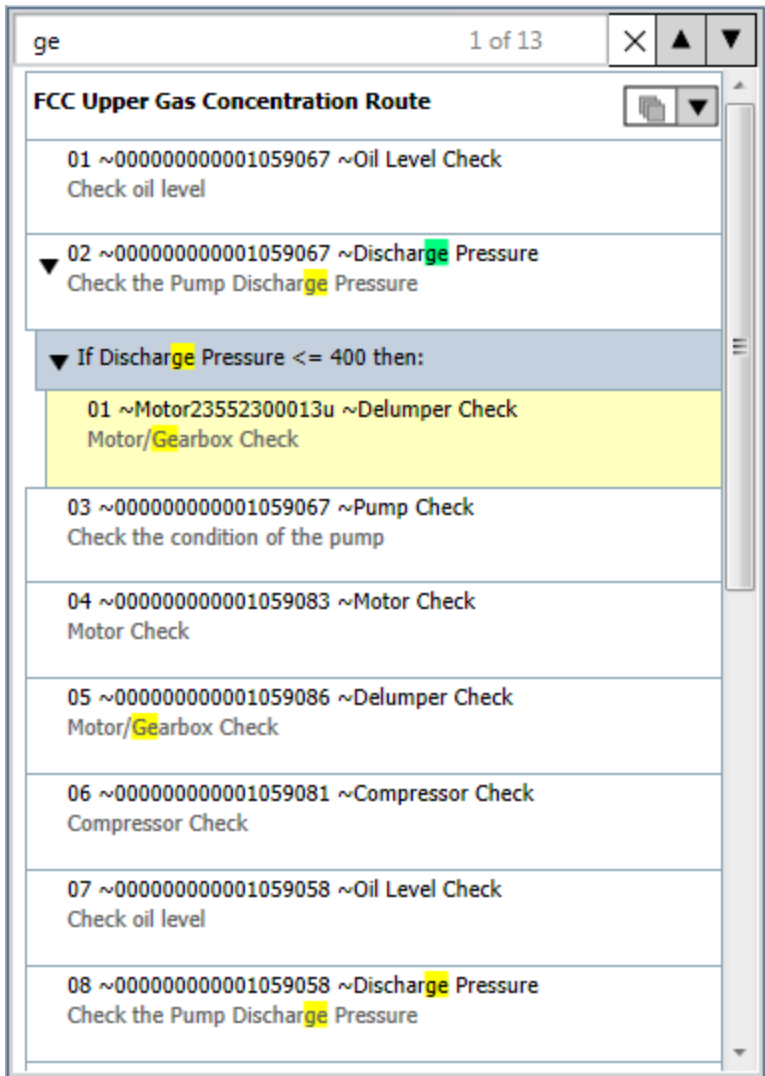 ge 1 of 13
FCC Upper Gas Concentration Route
01 ~000000000001059067 ~Oil Level Check
Check oil level
02 ~000000000001059067 ~Discharge Pressure
Check the Pump Discharge Pressure
If Discharge Pressure <= 400 then:
01 ~Motor23552300013u ~Delumper Check
Motor/Gearbox Check
03 ~000000000001059067 ~Pump Check
Check the condition of the pump
04 ~000000000001059083 ~Motor Check
Motor Check
05 ~000000000001059086 ~Delumper Check
Motor/Gearbox Check
06 ~000000000001059081 ~Compressor Check
Compressor Check
07 ~000000000001059058 ~Oil Level Check
Check oil level
08 ~000000000001059058 ~Discharge Pressure
Check the Pump Discharge Pressure